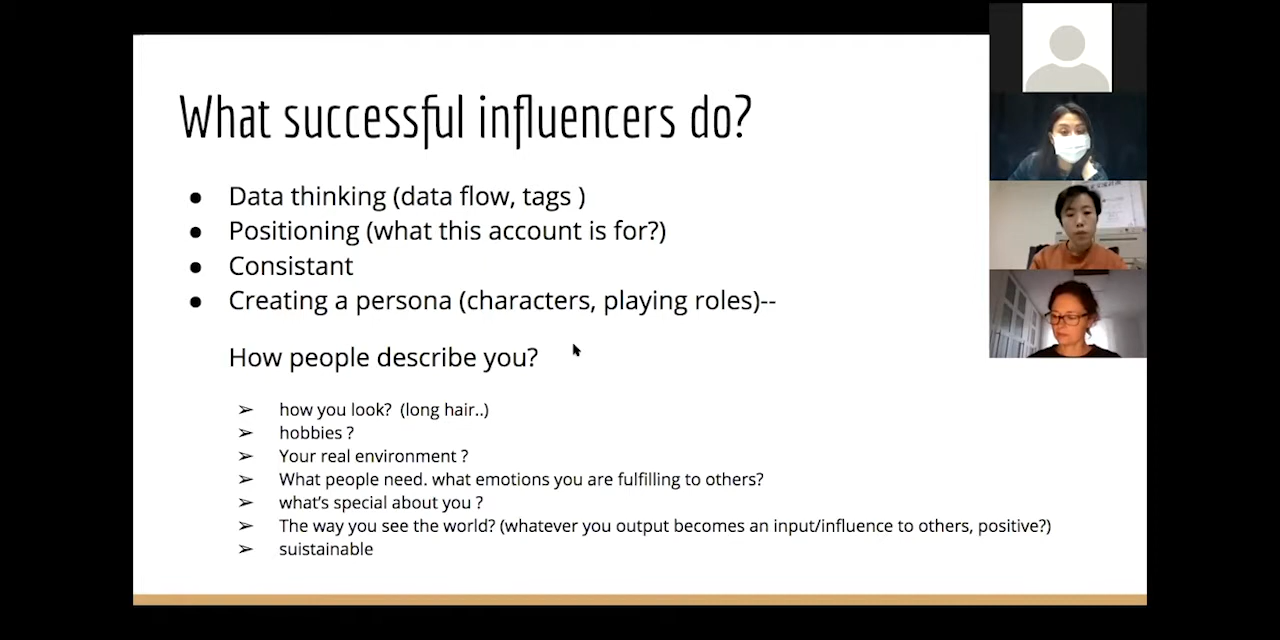 What successful influencers do?
● Data thinking (data flow, tags )
● Positioning (what this account is for?)
● Consistant
● Creating a persona (characters, playing roles)--
How people describe you?
➢ how you look?  (long hair..)
➢ hobbies ?
➢ Your real environment ?
➢ What people need. what emotions you are fulfilling to others?
➢ what's special about you ?
➢ The way you see the world? (whatever you output becomes an input/influence to others, positive?)
➢ suistainable